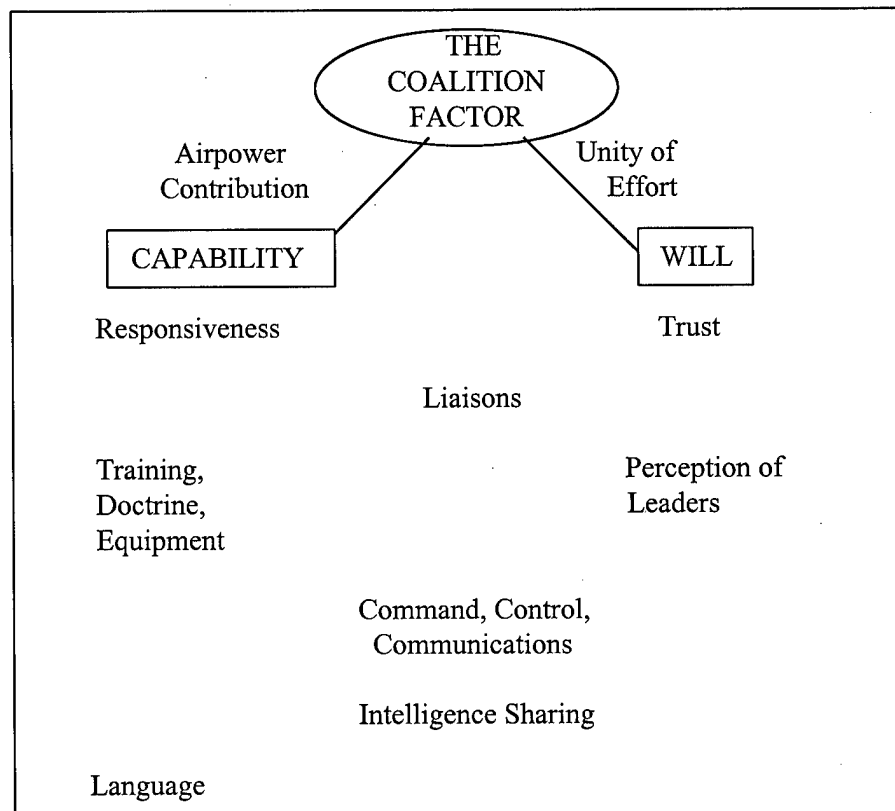 THE
COALITION
FACTOR
Airpower
Contribution
Unity of
Effort
CAPABILITY
WILL
Responsiveness
Trust
Liaisons
Training,
Doctrine,
Equipment
Perception of
Leaders
Command, Control,
Communications
Intelligence Sharing
Language